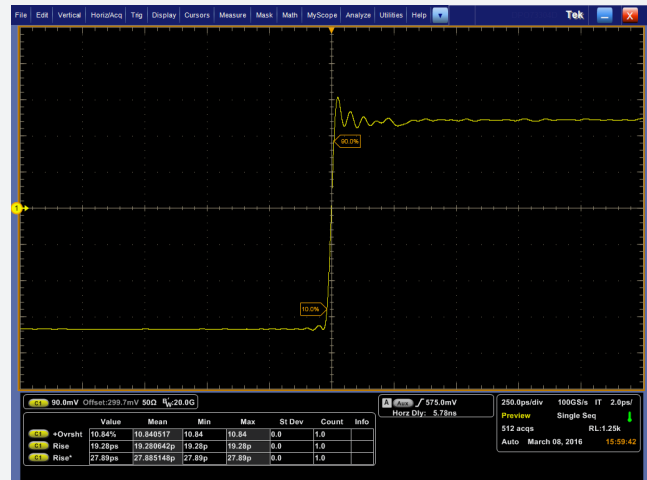 File Edit Vertical Horiz/Acq Trig Display Cursors Measure Mask Math MyScope Analyze Utilities Help Tek X
90.0%
1
10.0%
C1 90.0mV Offset:299.7mV 50Ω BW:20.0G
A Aux 575.0mV
Horz Dly: 5.78ns
250.0ps/div 100GS/s IT 2.0ps/
Preview Single Seq
512 acqs RL:1.25k
Auto March 08, 2016 15:59:42
Value Mean Min Max St Dev Count Info
C1 +Ovrsht 10.84% 10.840517 10.84 10.84 0.0 1.0
C1 Rise 19.28ps 19.280642p 19.28p 19.28p 0.0 1.0
C1 Rise* 27.89ps 27.885148p 27.89p 27.89p 0.0 1.0